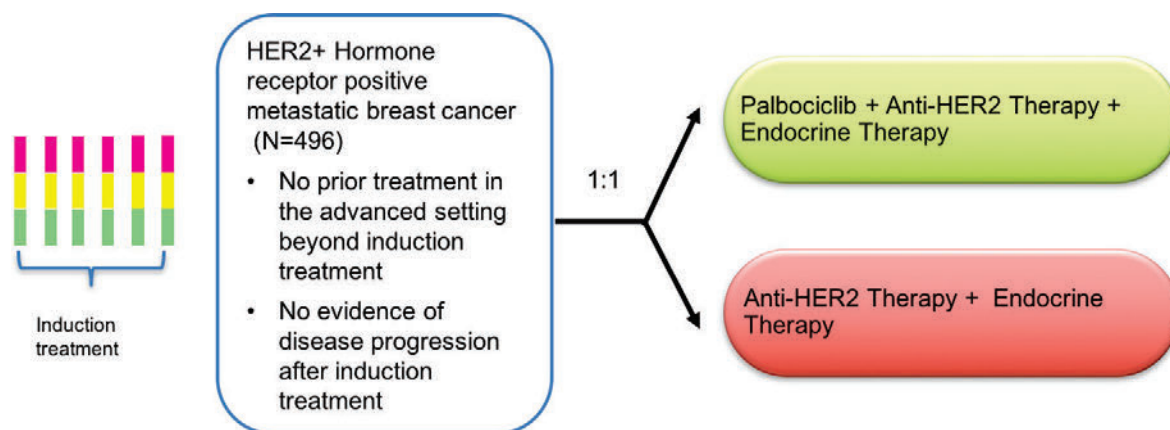 HER2+ Hormone
receptor positive
metastatic breast cancer
(N=496)
• No prior treatment in
the advanced setting
beyond induction
treatment
• No evidence of
disease progression
after induction
treatment
Induction
treatment
1:1
Palbociclib + Anti-HER2 Therapy +
Endocrine Therapy
Anti-HER2 Therapy + Endocrine
Therapy